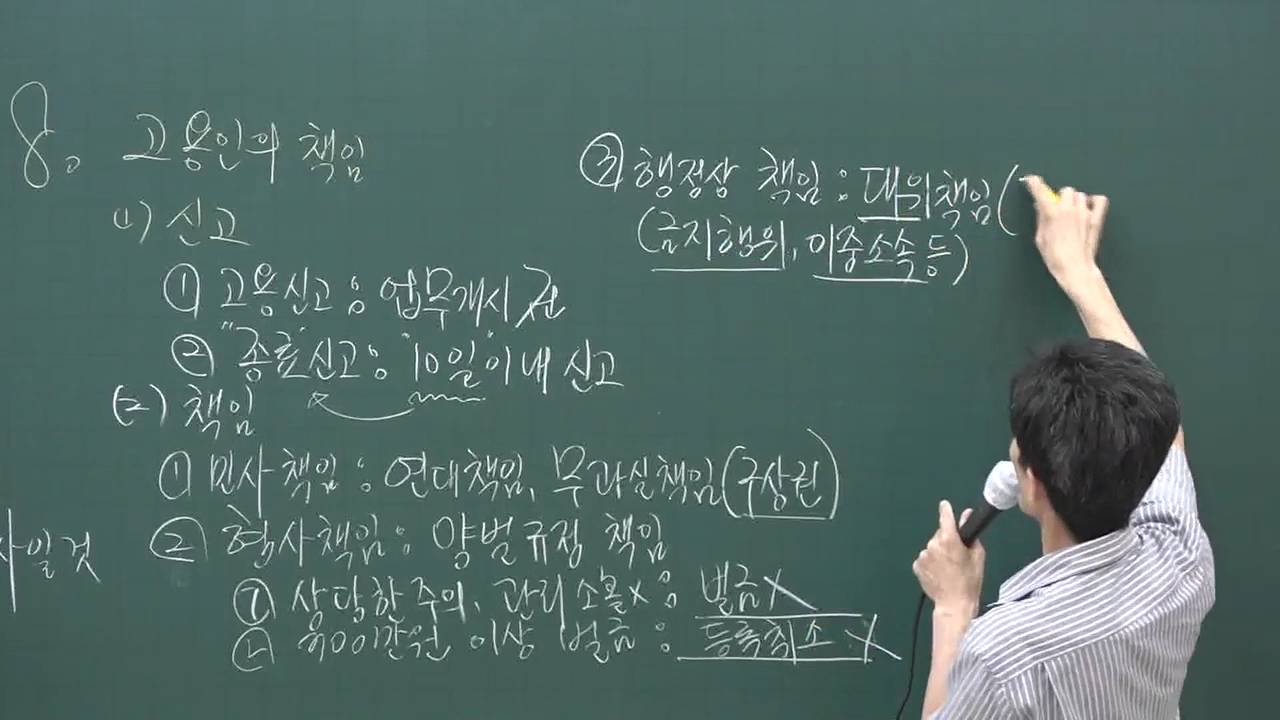 8. 고용인의 책임
(1) 신고
① 고용신고 : 업무개시 전
② "종료"신고 : "10일"이내 신고
(2) 책임
① 민사책임 : 연대책임, 무과실책임(구상권)
② 형사책임 : 양벌규정 책임
㉠ 상당한 주의, 관리 소홀x : 벌금X
㉡ 300만원 이상 벌금 : 등록취소 X
③ 행정상 책임 : 대위책임(
(금지행위, 이중소속 등)
사일것